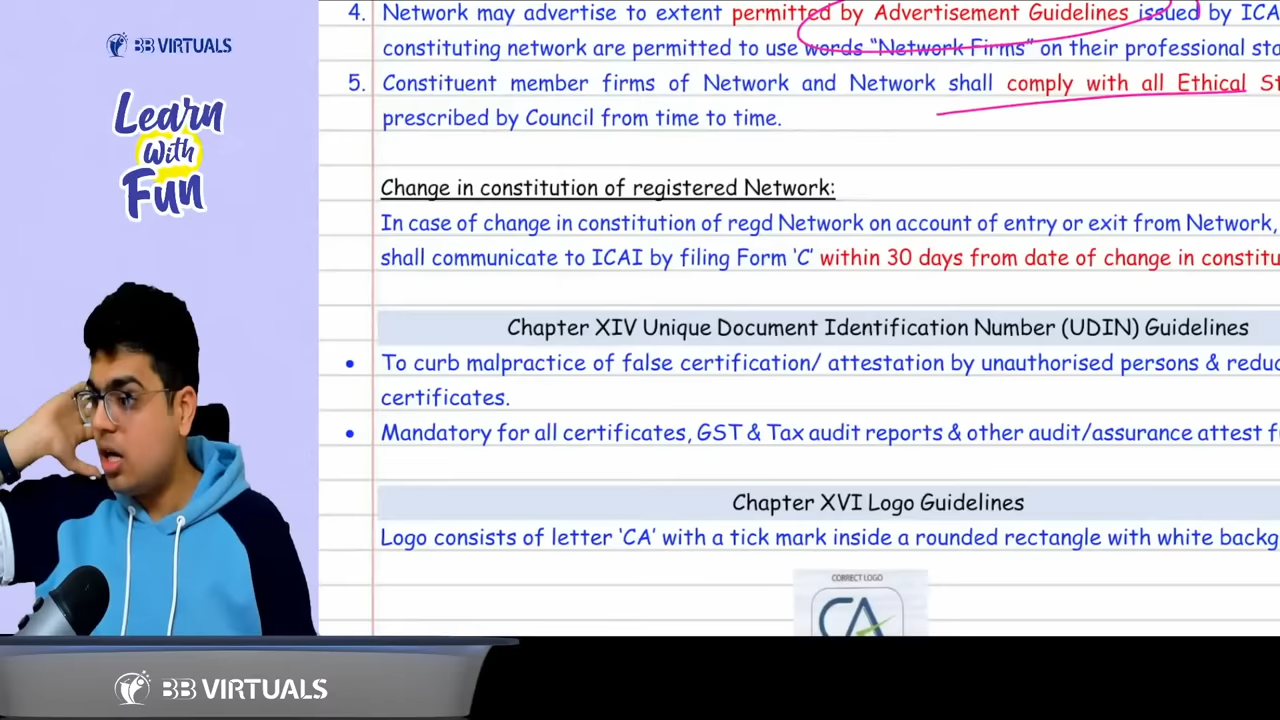 BB VIRTUALS
Learn
With
Fun
4. Network may advertise to extent permitted by Advertisement Guidelines issued by ICA
constituting network are permitted to use words “Network Firms” on their professional sta
5. Constituent member firms of Network and Network shall comply with all Ethical St
prescribed by Council from time to time.
Change in constitution of registered Network:
In case of change in constitution of regd Network on account of entry or exit from Network,
shall communicate to ICAI by filing Form ‘C’ within 30 days from date of change in constitu
Chapter XIV Unique Document Identification Number (UDIN) Guidelines
• To curb malpractice of false certification/ attestation by unauthorised persons & reduc
certificates.
• Mandatory for all certificates, GST & Tax audit reports & other audit/assurance attest f
Chapter XVI Logo Guidelines
Logo consists of letter ‘CA’ with a tick mark inside a rounded rectangle with white backg
CORRECT LOGO
CA
BB VIRTUALS